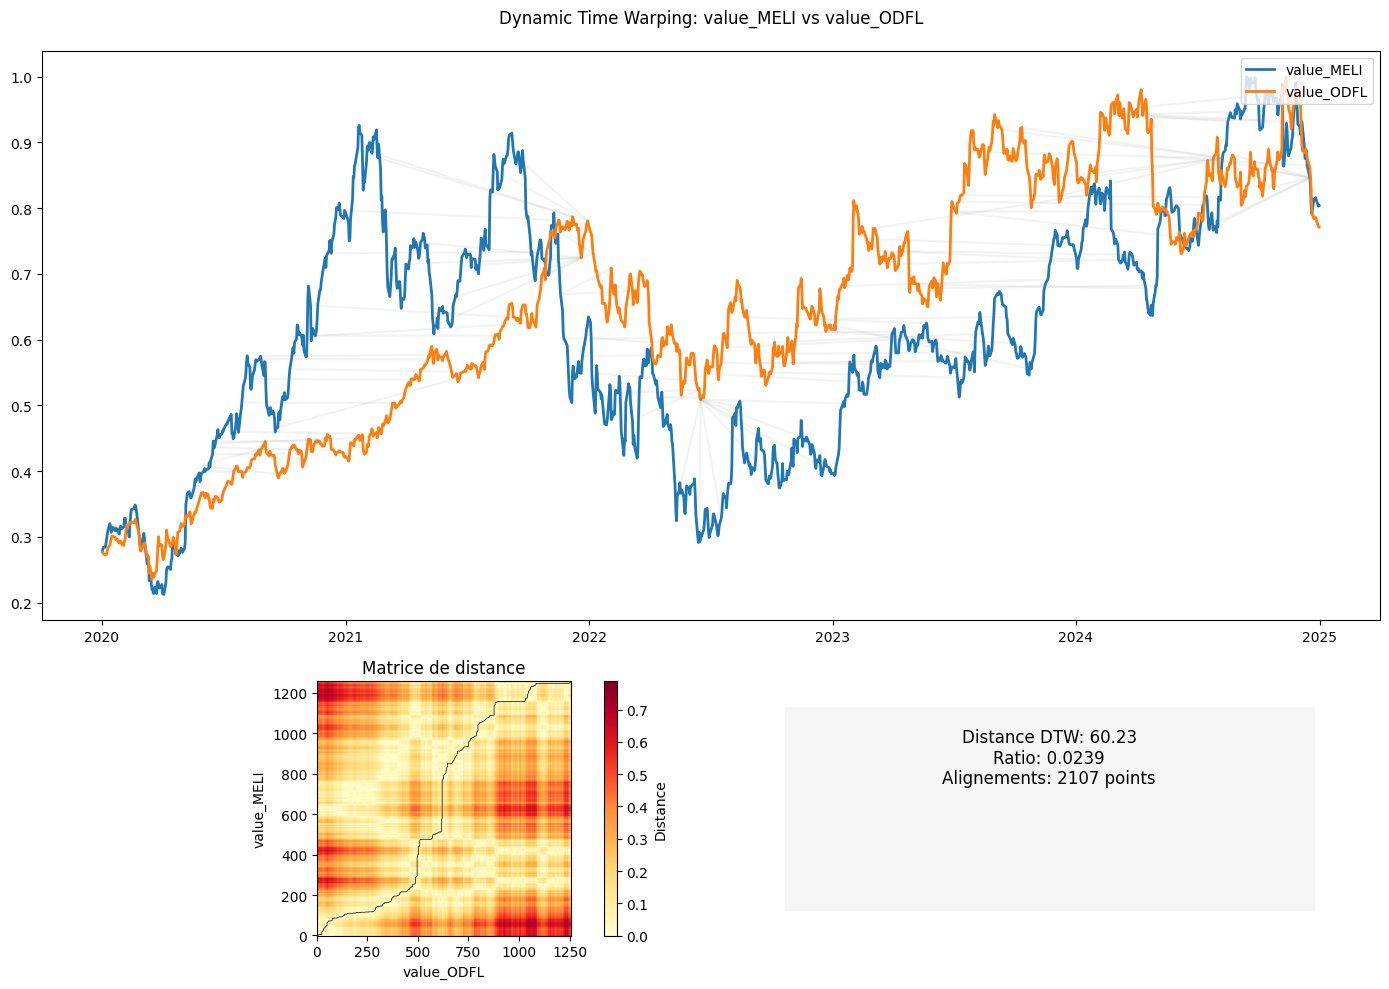 Dynamic Time Warping: value_MELI vs value_ODFL
value_MELI
value_ODFL
1.0
0.9
0.8
0.7
0.6
0.5
0.4
0.3
0.2
2020 2021 2022 2023 2024 2025
Matrice de distance
value_MELI
1200
1000
800
600
400
200
0
0 250 500 750 1000 1250
value_ODFL
0.7
0.6
0.5
0.4
0.3
0.2
0.1
0.0
Distance
Distance DTW: 60.23
Ratio: 0.0239
Alignements: 2107 points